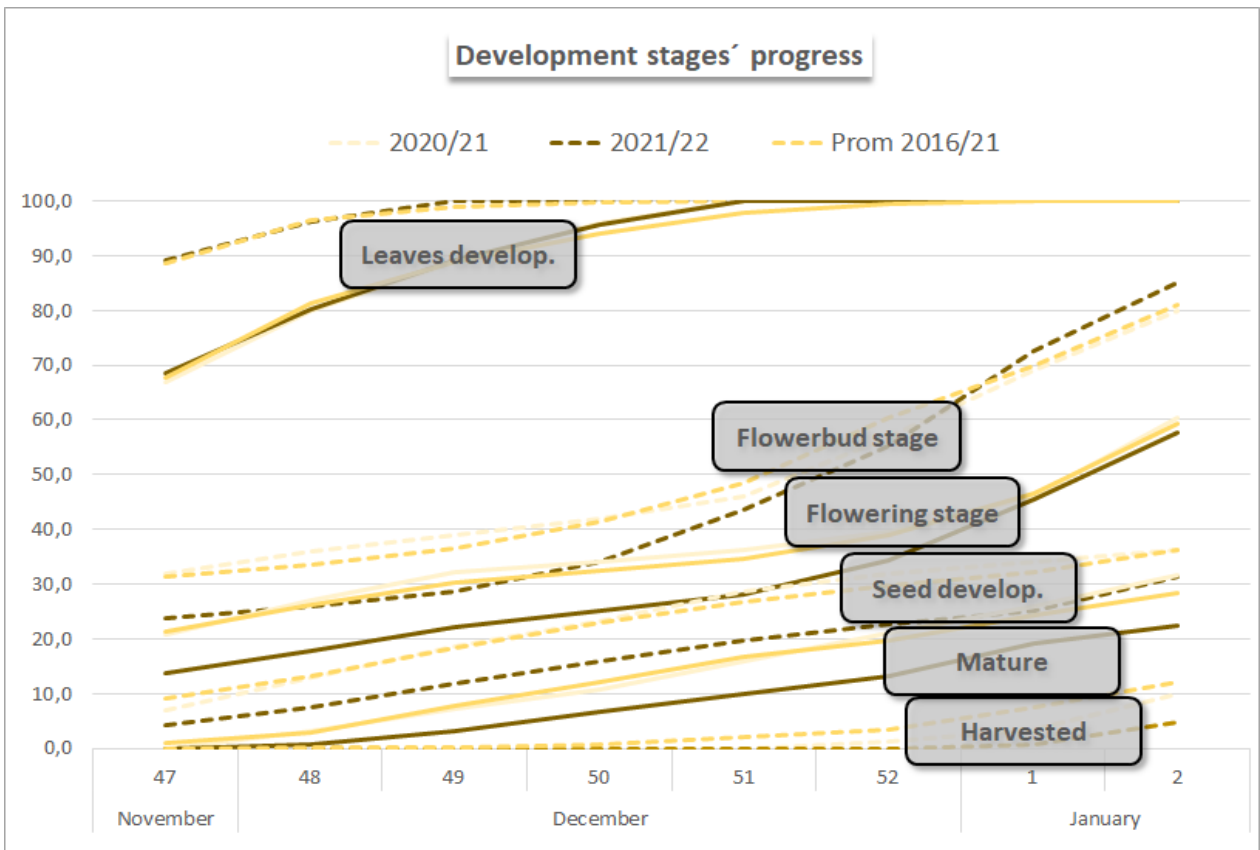 Development stages´ progress
2020/21 2021/22 Prom 2016/21
100,0
90,0
80,0
70,0
60,0
50,0
40,0
30,0
20,0
10,0
0,0
Leaves develop.
Flowerbud stage
Flowering stage
Seed develop.
Mature
Harvested
47 48 49 50 51 52 1 2
November December January